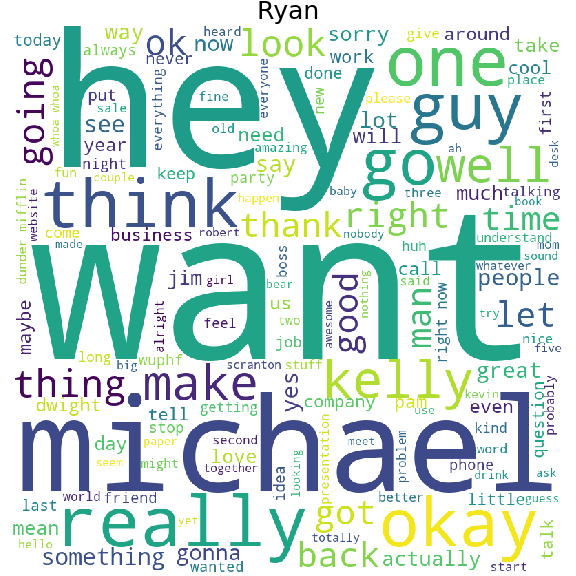 Ryan
today
way
ok
now
heard
look
sorry
around
give
take
always
never
work
one
cool
place
hey
going
put
see
everything
everyone
whoa whoa
sale
fine
done
new
please
guy
first
year
old
need
lot
will
night
amazing
say
go
well
ah
desk
fun
couple
keep
party
happen
baby
three
much
talking
think
thank
right
time
book
dunder mifflin
website
come
business
robert
nobody
understand
made
huh
mom
want
sound
jim
girl
boss
us
good
call
said
people
whatever
bear
nothing
man
right now
let
try
maybe
alright
feel
two
awesome
nice
five
long
wuphf
job
big
scranton
stuff
great
thing
make
yes
kelly
probably
dwight
company
pam
kevin
even
question
michael
tell
getting
use
stop
presentation
kind
day
paper
second
love
idea
meet
problem
word
seem
might
together
looking
phone
drink
ask
last
world
friend
better
little
guess
mean
really
yet
got
okay
hello
totally
back
actually
talk
something
gonna
wanted
start